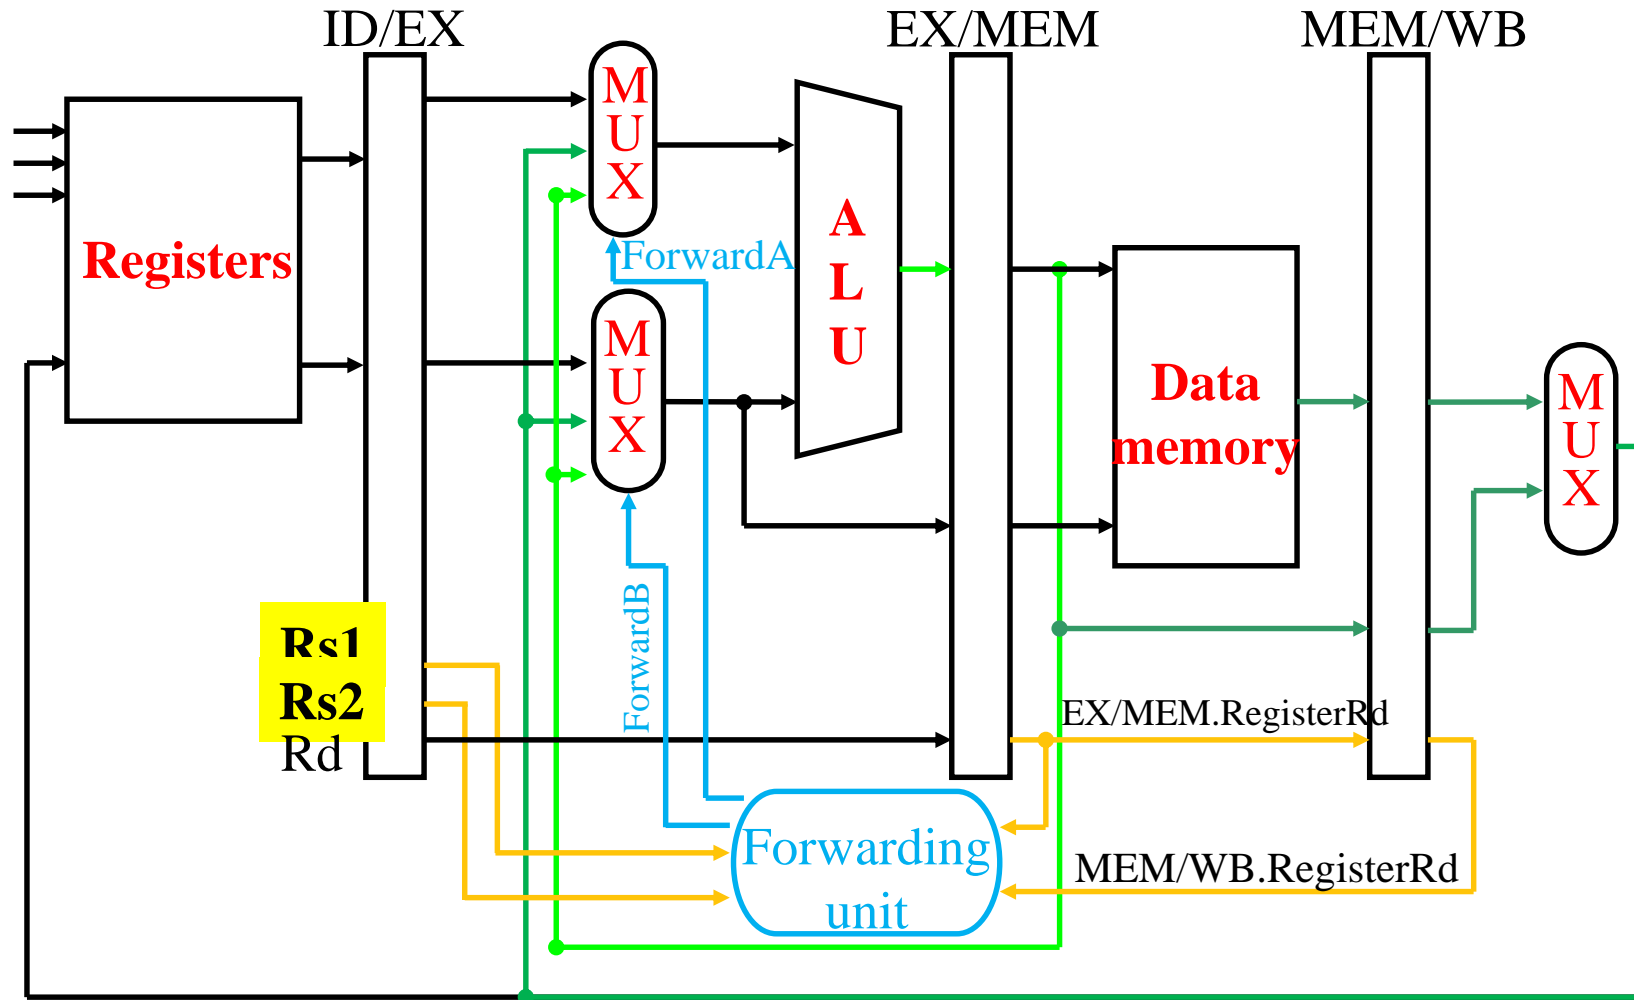 ID/EX
EX/MEM
MEM/WB
M
U
X
Registers
ForwardA
A
L
U
M
U
X
Data
memory
M
U
X
ForwardB
Rs1
Rs2
Rd
EX/MEM.RegisterRd
Forwarding
unit
MEM/WB.RegisterRd